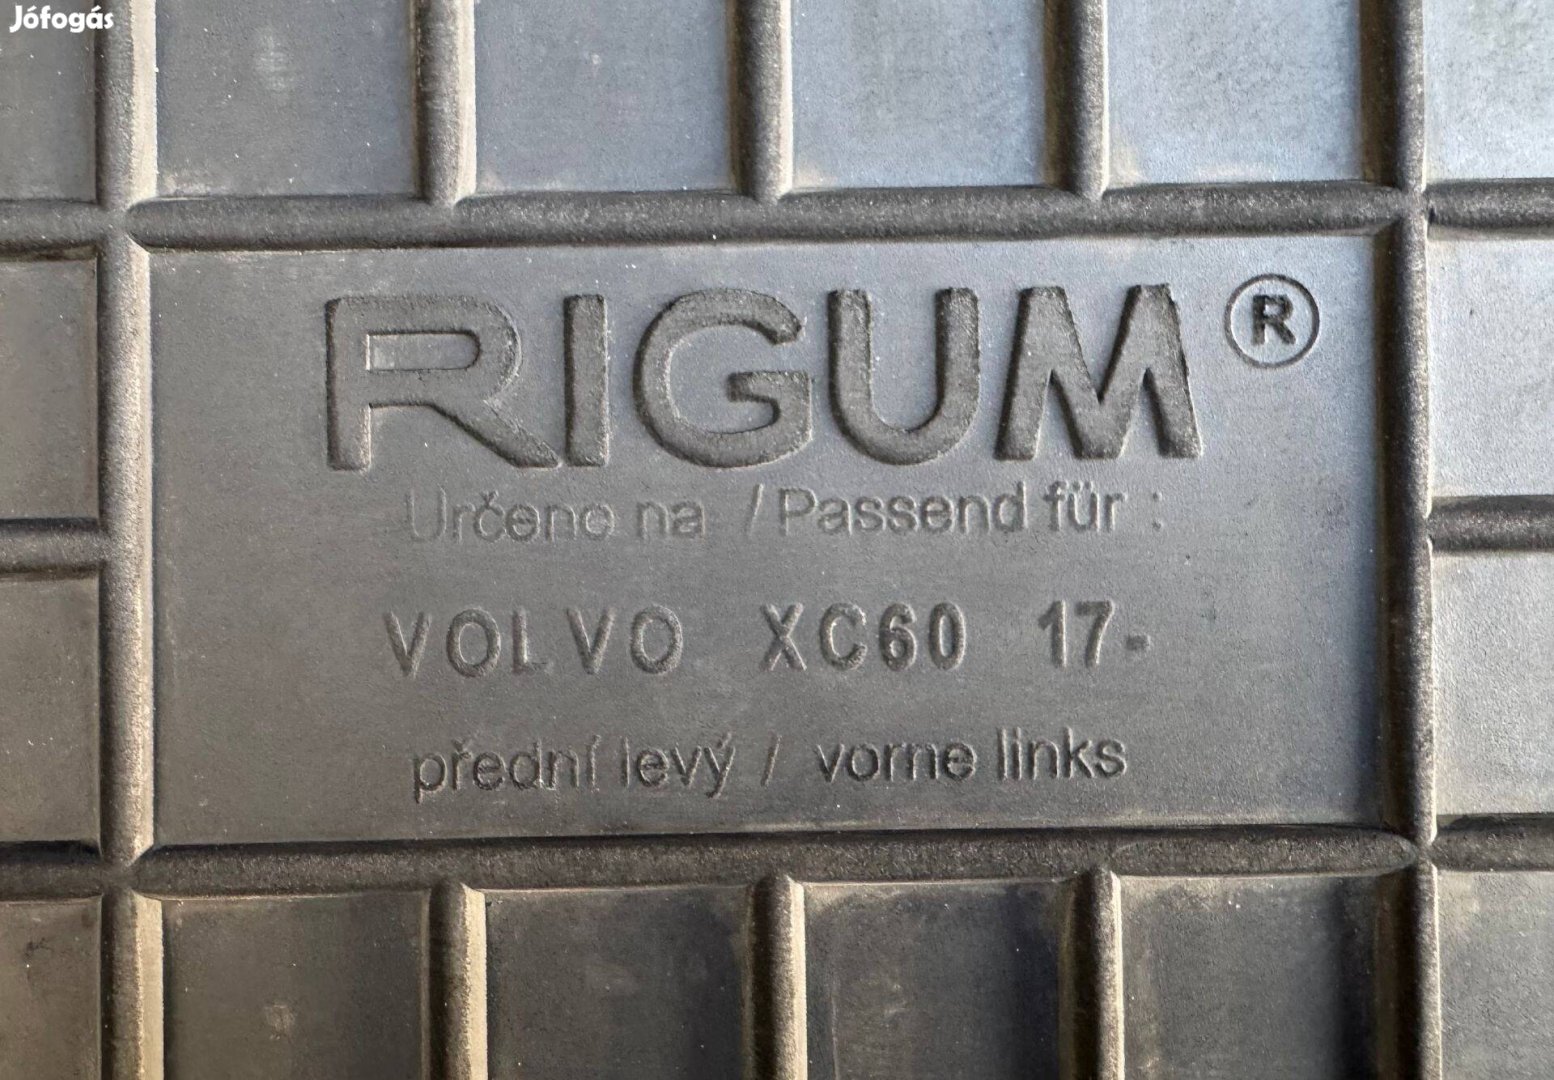 Jófogás
RIGUM ®
Určeno na / Passend für :
VOLVO XC60 17-
přední levý / vorne links